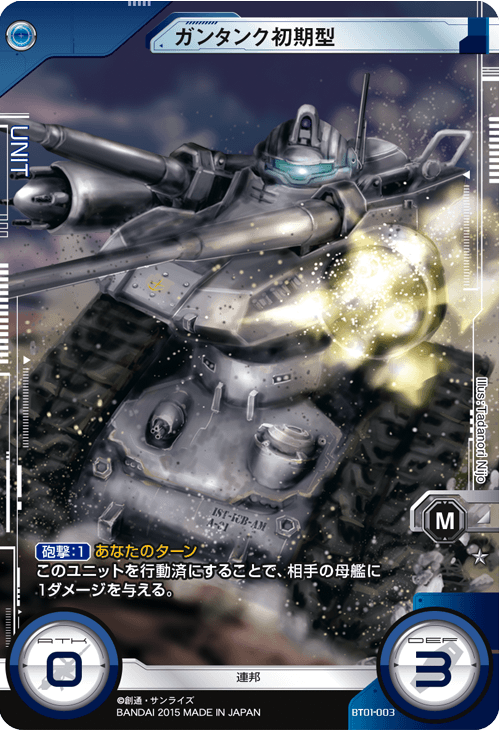 ガンタンク初期型
UNIT
Illus:Tadanori Nijo
M
砲撃:1 あなたのターン
このユニットを行動済にすることで、相手の母艦に
1ダメージを与える。
ATK
0
DEF
3
連邦
©創通・サンライズ
BANDAI 2015 MADE IN JAPAN
BT01-003